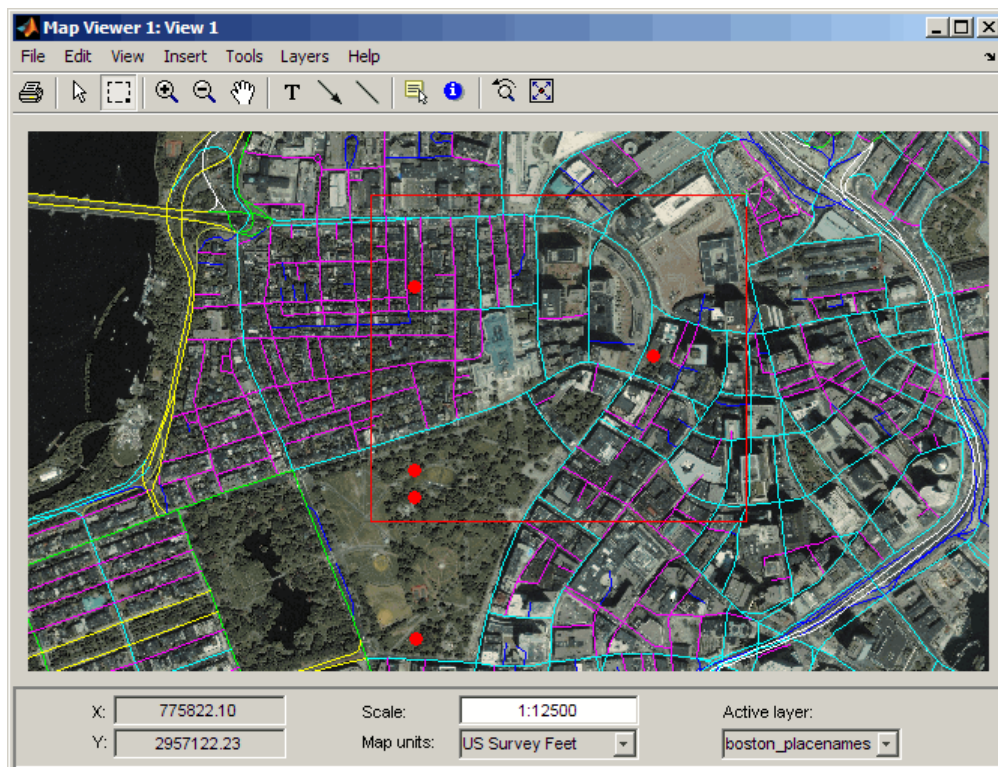 Map Viewer 1: View 1
File Edit View Insert Tools Layers Help
T
X: 775822.10 Scale: 1:12500 Active layer:
Y: 2957122.23 Map units: US Survey Feet boston_placenames